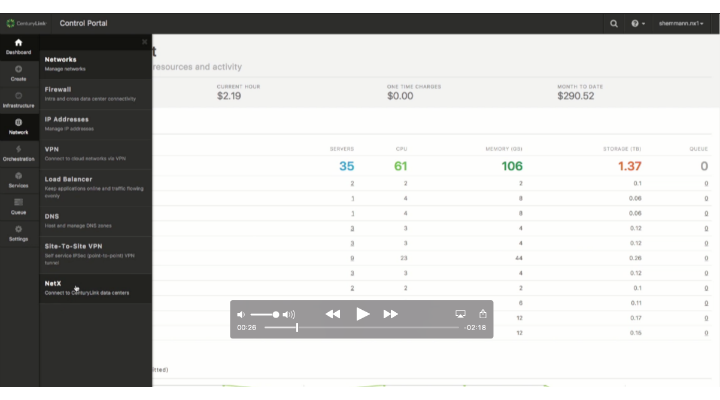 CenturyLink
Control Portal
sherrmann.nx1
Dashboard
Create
Infrastructure
Network
Orchestration
Services
Queue
Settings
Networks
Manage networks
Firewall
Intra and cross data center connectivity
IP Addresses
Manage IP addresses
VPN
Connect to cloud networks via VPN
Load Balancer
Keep applications online and traffic flowing
evenly
DNS
Host and manage DNS zones
Site-To-Site VPN
Self service IPSec (point-to-point) VPN
tunnel
NetX
Connect to CenturyLink data centers
t
resources and activity
CURRENT HOUR ONE TIME CHARGES MONTH TO DATE
$2.19 $0.00 $290.52
SERVERS CPU MEMORY (GB) STORAGE (TB) QUEUE
35 61 106 1.37 0
2 2 2 0.1 0
1 4 8 0.06 0
1 4 8 0.06 0
3 3 4 0.12 0
3 3 4 0.12 0
9 23 44 0.26 0
3 3 4 0.12 0
2 2 2 0.1 0
6 0.11 0
12 0.17 0
12 0.15 0
00:26 -02:18
itted)